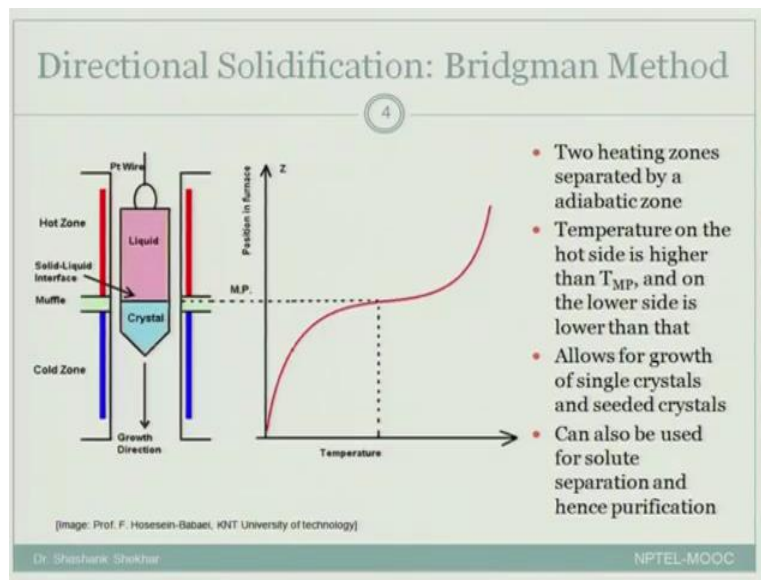 Directional Solidification: Bridgman Method
4
Pt Wire
Hot Zone
Liquid
Solid-Liquid
Interface
Muffle
Crystal
Cold Zone
Growth
Direction
Z
Position in furnace
M.P.
Temperature
• Two heating zones
separated by a
adiabatic zone
• Temperature on the
hot side is higher
than TMP, and on
the lower side is
lower than that
• Allows for growth
of single crystals
and seeded crystals
• Can also be used
for solute
separation and
hence purification
[Image: Prof. F. Hosesein-Babaei, KNT University of technology]
Dr. Shashank Shekhar
NPTEL-MOOC